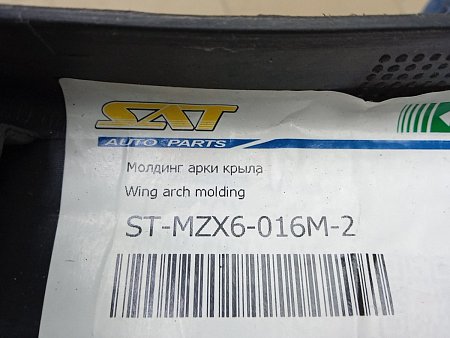 SAT
AUTO PARTS
Молдинг арки крыла
Wing arch molding
ST-MZX6-016M-2